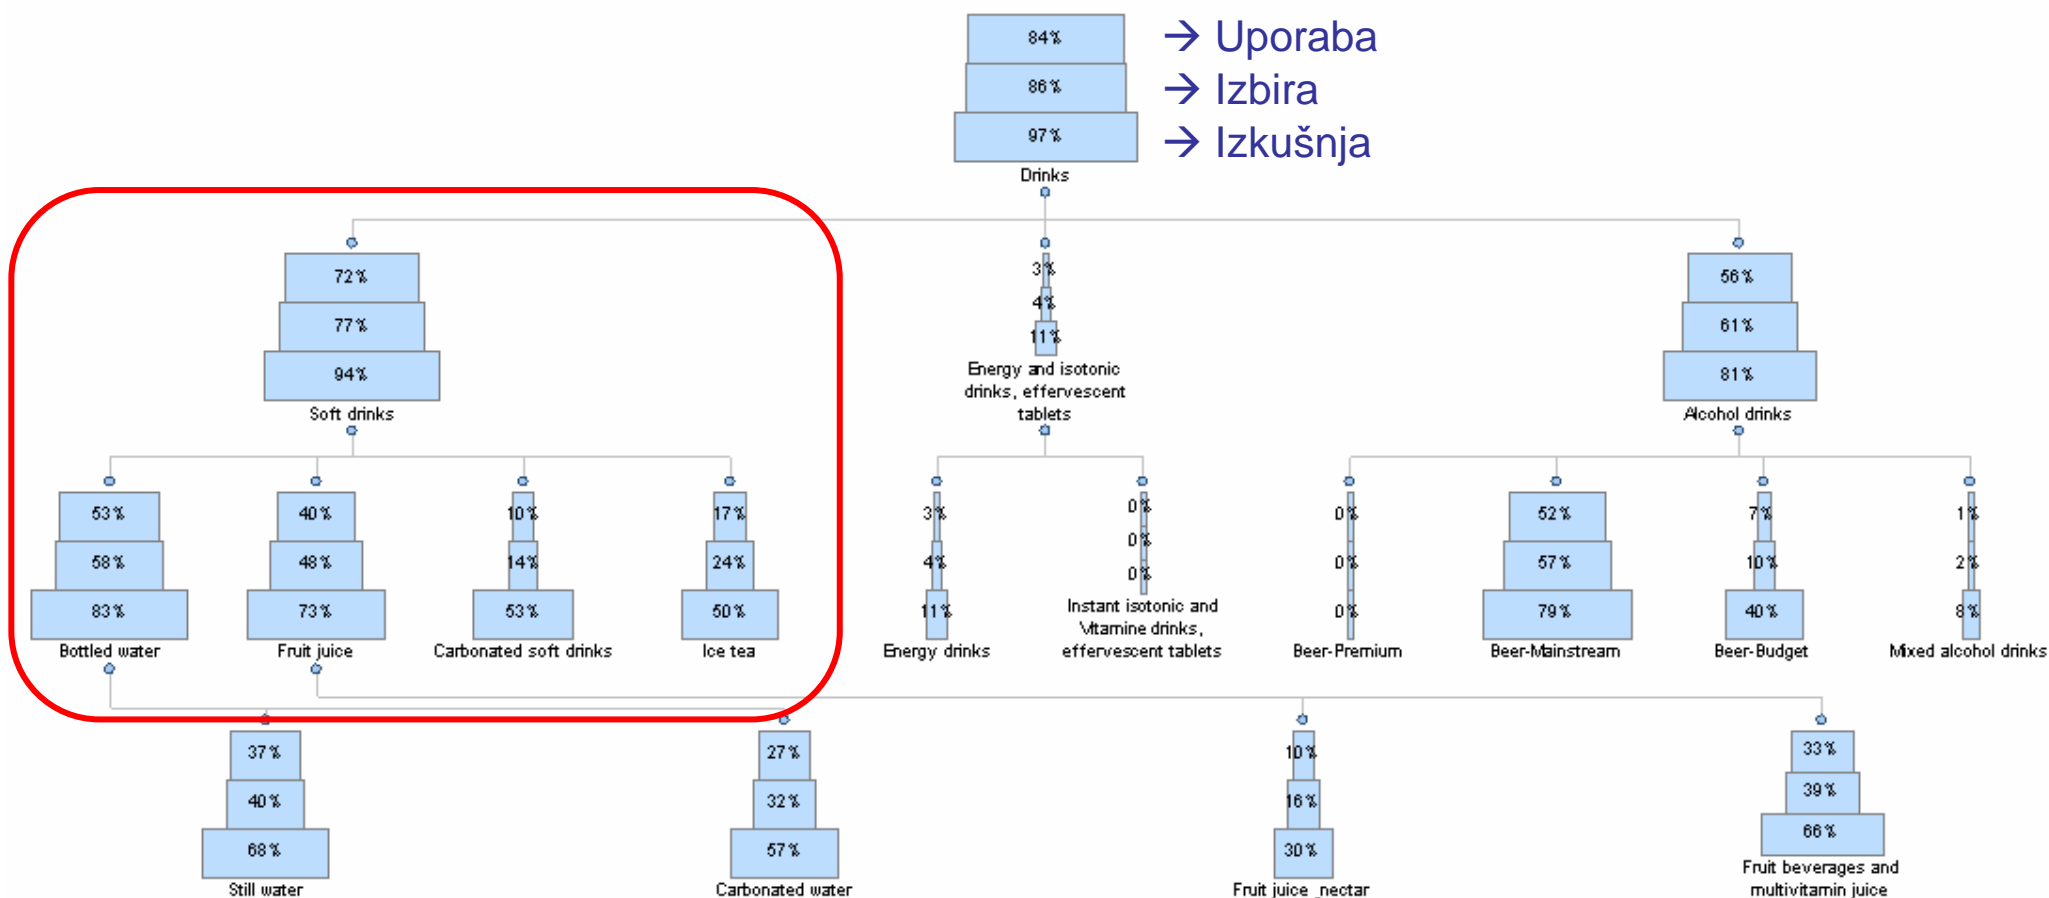 84%
→ Uporaba
86%
→ Izbira
97%
→ Izkušnja
Drinks
72%
77%
94%
Soft drinks
3%
4%
11%
Energy and isotonic
drinks, effervescent
tablets
56%
61%
81%
Alcohol drinks
53%
58%
83%
Bottled water
40%
48%
73%
Fruit juice
10%
14%
53%
Carbonated soft drinks
17%
24%
50%
Ice tea
3%
4%
11%
Energy drinks
0%
0%
0%
Instant isotonic and
Vitamine drinks,
effervescent tablets
0%
0%
0%
Beer-Premium
52%
57%
79%
Beer-Mainstream
7%
10%
40%
Beer-Budget
1%
2%
8%
Mixed alcohol drinks
37%
40%
68%
Still water
27%
32%
57%
Carbonated water
10%
16%
30%
Fruit juice_nectar
33%
39%
66%
Fruit beverages and
multivitamin juice